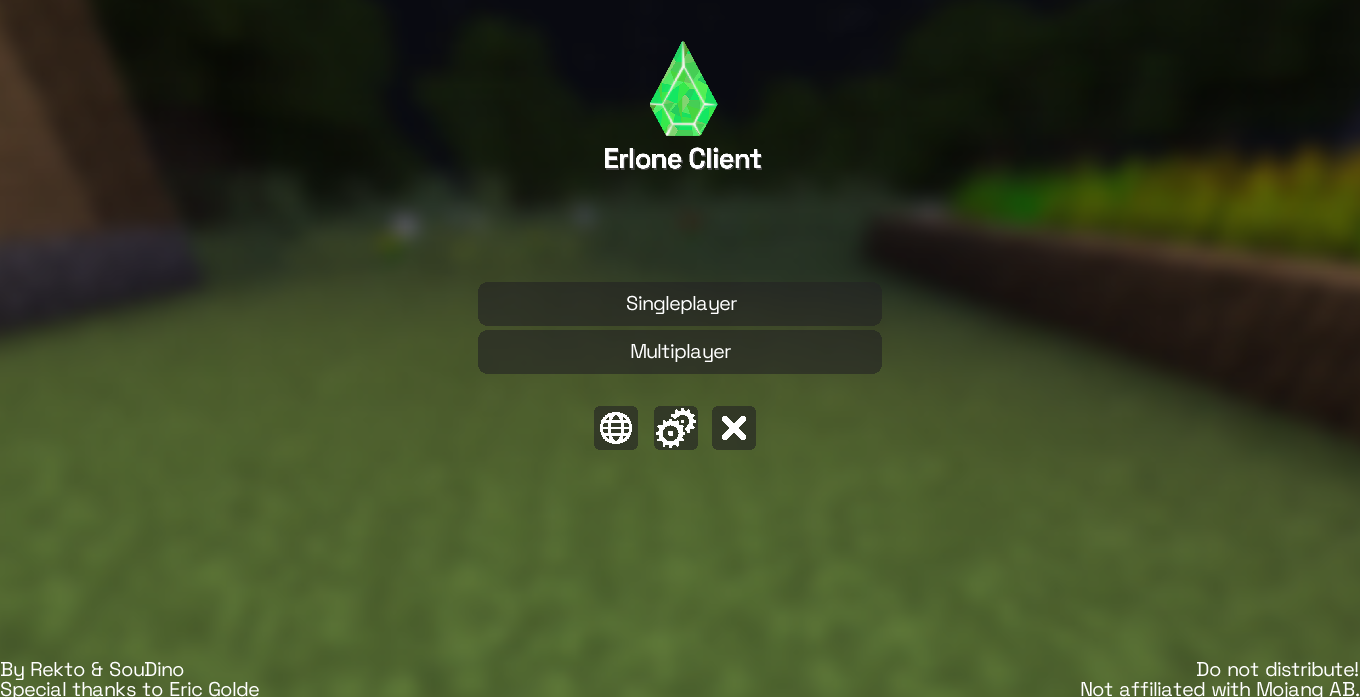 Erlone Client
Singleplayer
Multiplayer
By Rekto & SouDino
Special thanks to Eric Golde
Do not distribute!
Not affiliated with Mojang AB.